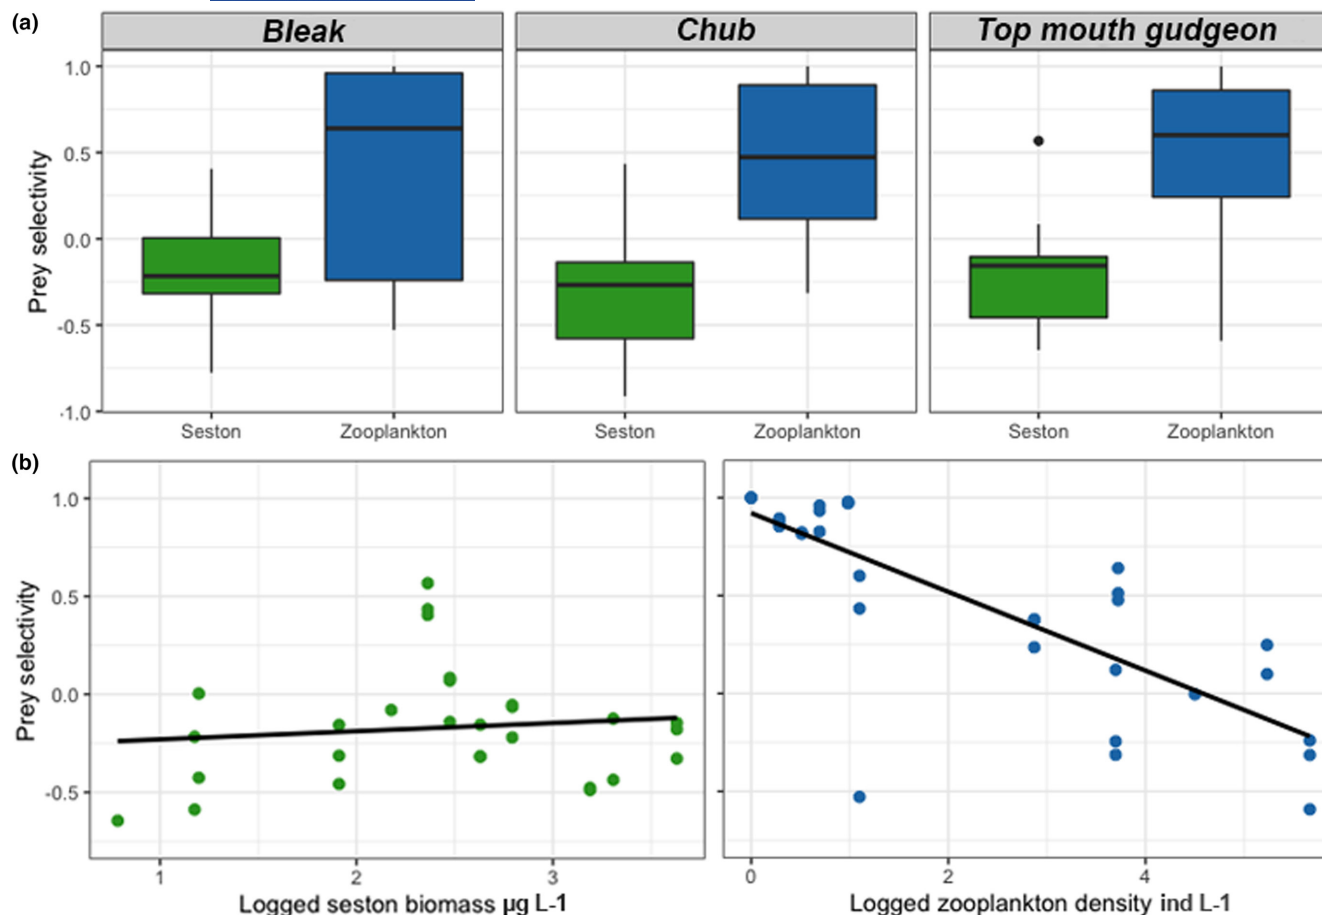 (a)
Bleak Chub Top mouth gudgeon
1.0
0.5
0.0
-0.5
-1.0
Prey selectivity
Seston Zooplankton Seston Zooplankton Seston Zooplankton
(b)
1.0
0.5
0.0
-0.5
Prey selectivity
1 2 3 0 2 4
Logged seston biomass µg L-1 Logged zooplankton density ind L-1